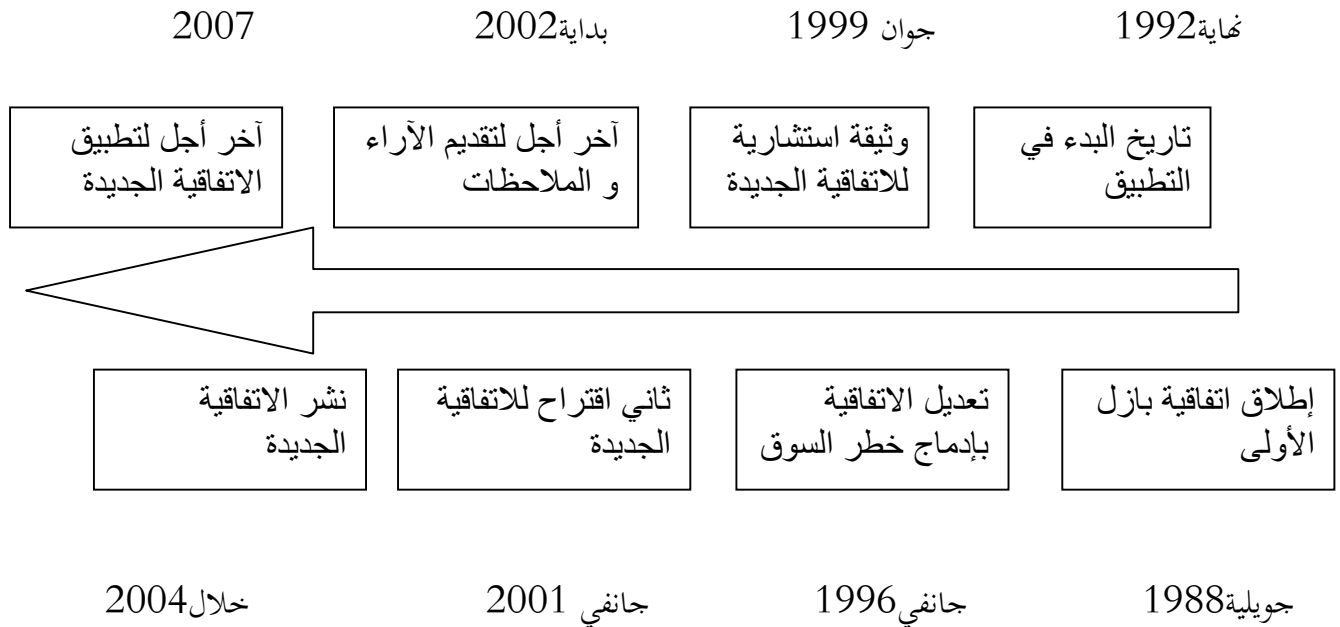 نهاية1992
جوان 1999
بداية2002
2007
تاريخ البدء في
التطبيق
وثيقة استشارية
للاتفاقية الجديدة
آخر أجل لتقديم الآراء
و الملاحظات
آخر أجل لتطبيق
الاتفاقية الجديدة
إطلاق اتفاقية بازل
الأولى
تعديل الاتفاقية
بإدماج خطر السوق
ثاني اقتراح للاتفاقية
الجديدة
نشر الاتفاقية
الجديدة
جويلية1988
جانفي1996
جانفي 2001
خلال2004